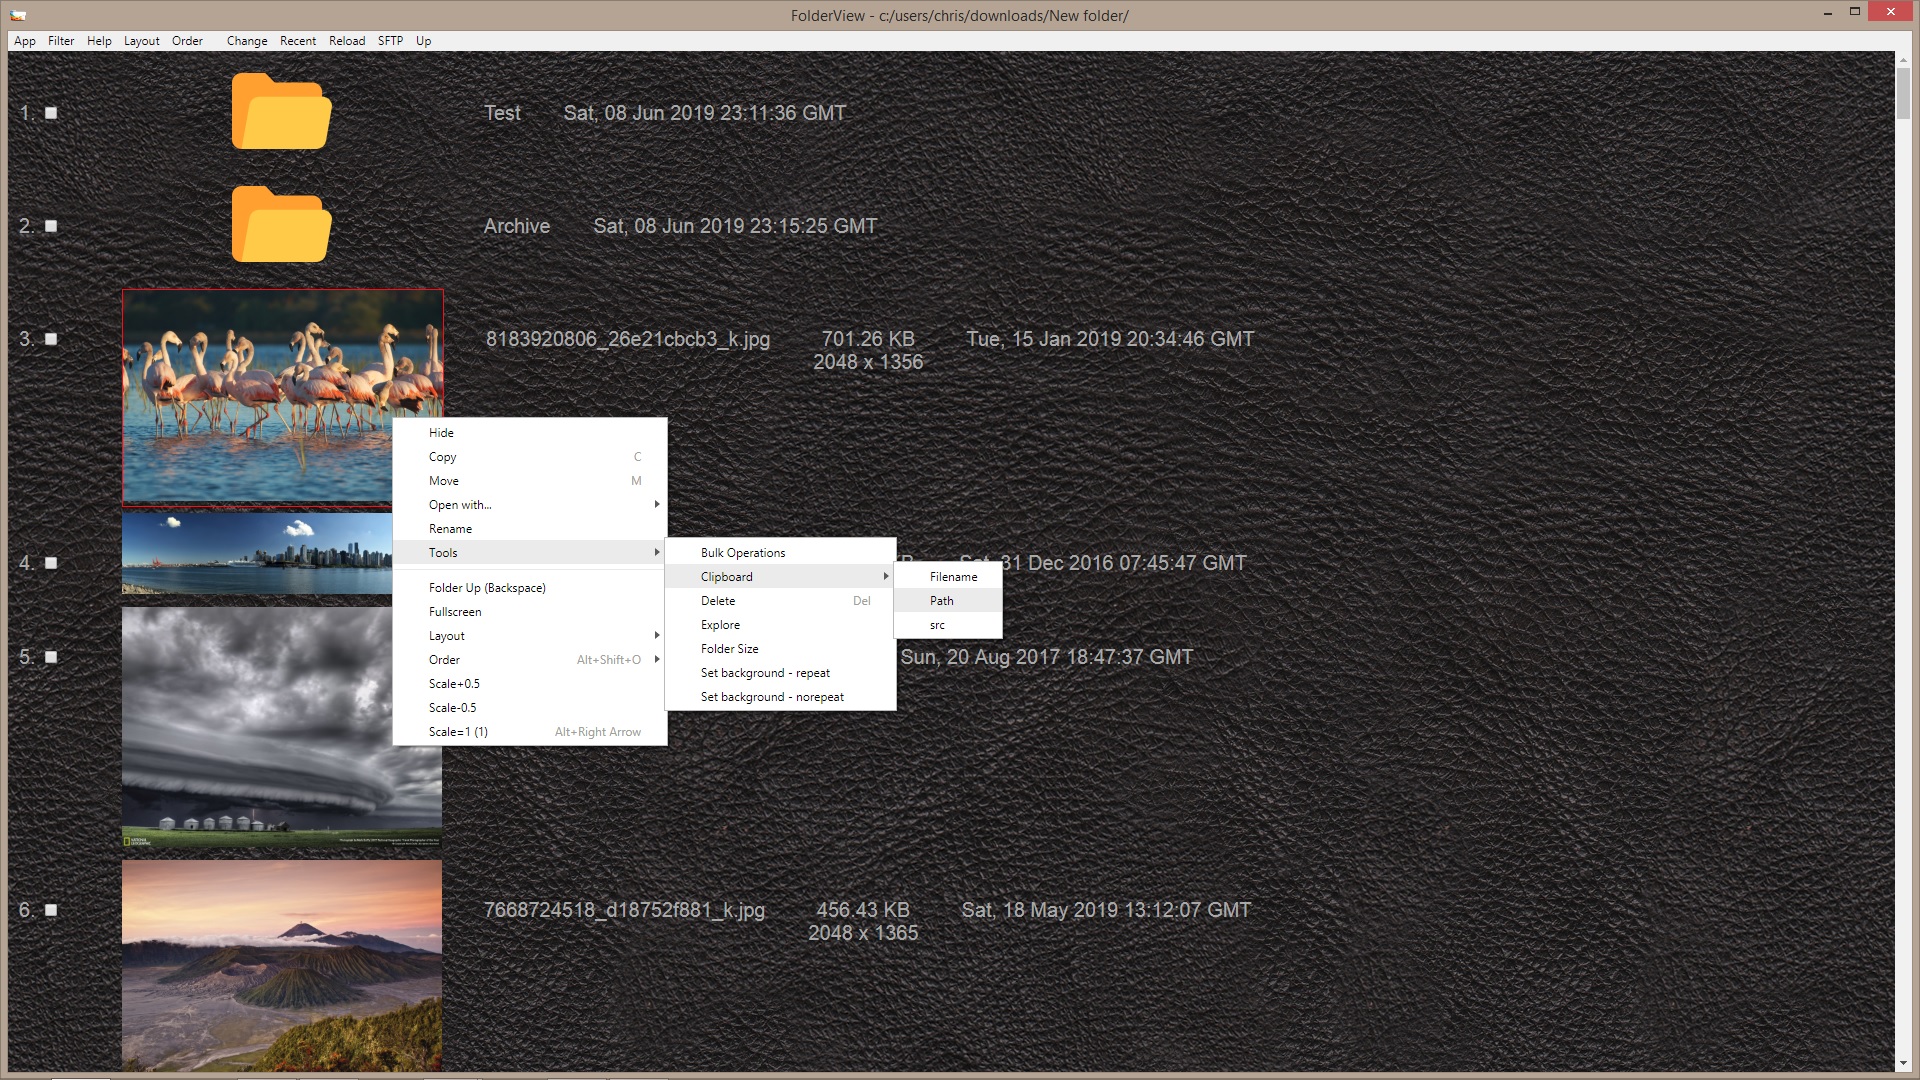 FolderView - c:/users/chris/downloads/New folder/
App Filter Help Layout Order Change Recent Reload SFTP Up
1. Test Sat, 08 Jun 2019 23:11:36 GMT
2. Archive Sat, 08 Jun 2019 23:15:25 GMT
3. 8183920806_26e21cbcb3_k.jpg 701.26 KB Tue, 15 Jan 2019 20:34:46 GMT
2048 x 1356
Hide
Copy C
Move M
Open with...
Rename
Tools
Folder Up (Backspace)
Fullscreen
Layout
Order Alt+Shift+O
Scale+0.5
Scale-0.5
Scale=1 (1) Alt+Right Arrow
Bulk Operations
Clipboard
Delete Del
Explore
Folder Size
Set background - repeat
Set background - norepeat
Filename
Path
src
4. 31 Dec 2016 07:45:47 GMT
5. Sun, 20 Aug 2017 18:47:37 GMT
NATIONAL
GEOGRAPHIC
6. 7668724518_d18752f881_k.jpg 456.43 KB Sat, 18 May 2019 13:12:07 GMT
2048 x 1365